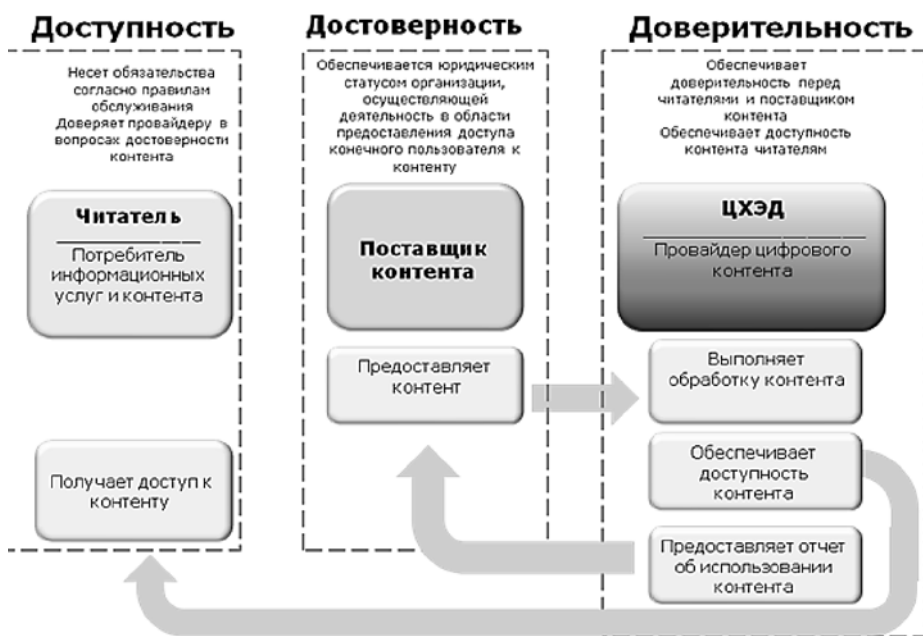 Доступность
Несет обязательства
согласно правилам
обслуживания
Доверяет провайдеру в
вопросах достоверности
контента
Читатель
Потребитель
информационных
услуг и контента
Получает доступ к
контенту
Достоверность
Обеспечивается юридическим
статусом организации,
осуществляющей
деятельность в области
предоставления доступа
конечного пользователя к
контенту
Поставщик
контента
Предоставляет
контент
Доверительность
Обеспечивает
доверительность перед
читателями и поставщиком
контента
Обеспечивает доступность
контента читателям
ЦХЭД
Провайдер цифрового
контента
Выполняет
обработку контента
Обеспечивает
доступность
контента
Предоставляет отчет
об использовании
контента